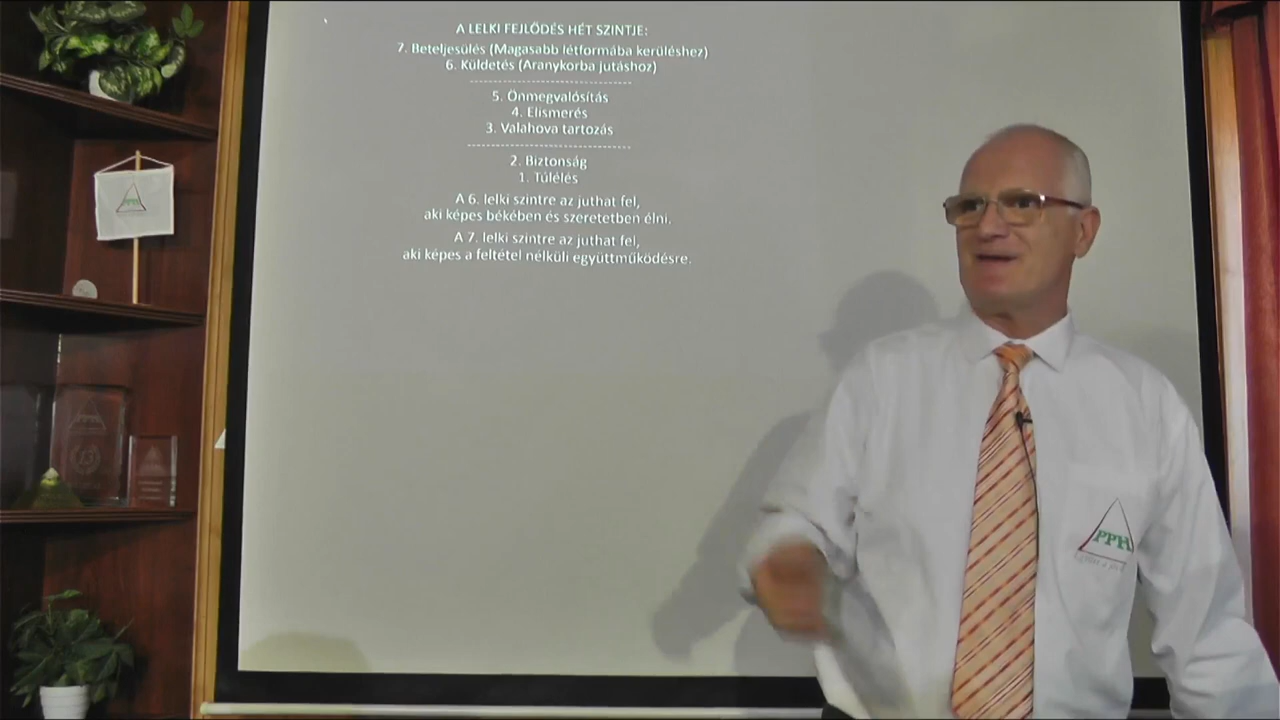 A LELKI FEJLŐDÉS HÉT SZINTJE:
7. Beteljesülés (Magasabb létformába kerüléshez)
6. Küldetés (Aranykorba jutáshoz)
5. Önmegvalósítás
4. Elismerés
3. Valahova tartozás
2. Biztonság
1. Túlélés
A 6. lelki szintre az juthat fel,
aki képes békében és szeretetben élni.
A 7. lelki szintre az juthat fel,
aki képes a feltétel nélküli együttműködésre.
PPH
PPH